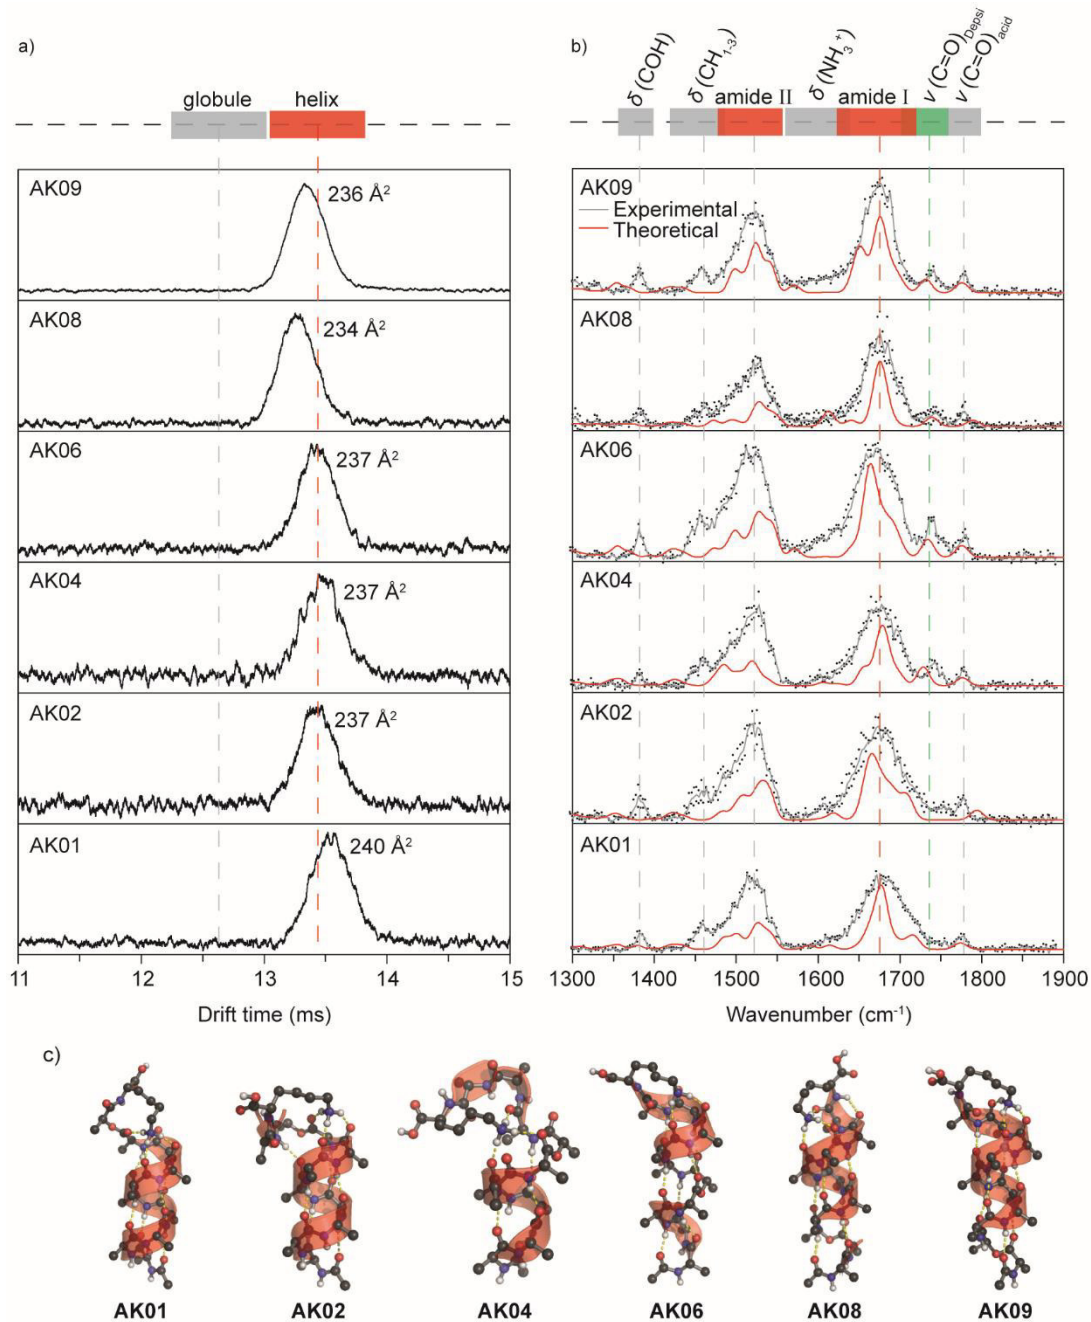 a)
globule
helix
AK09
236 Å²
AK08
234 Å²
AK06
237 Å²
AK04
237 Å²
AK02
237 Å²
AK01
240 Å²
11 12 13 14 15
Drift time (ms)
b)
δ (COH)
δ (CH₁₋₃)
amide II
δ (NH₃⁺)
amide I
ν (C=O)Depsi
ν (C=O)acid
AK09
Experimental
Theoretical
AK08
AK06
AK04
AK02
AK01
1300 1400 1500 1600 1700 1800 1900
Wavenumber (cm⁻¹)
c)
AK01 AK02 AK04 AK06 AK08 AK09